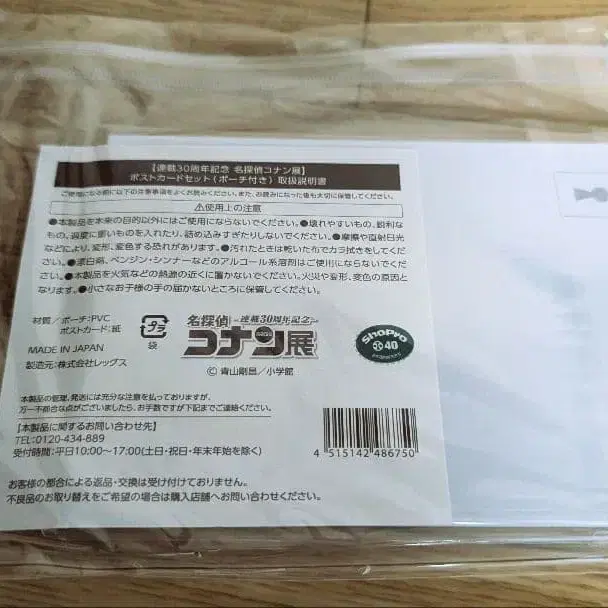 【連載30周年記念 名探偵コナン展】
ポストカードセット(ポーチ付き) 取扱説明書
ご使用になる前に以下の注意事項をよくお読みください。また、お読みになった後も大切に保管してください。
⚠使用上の注意
●本製品を本来の目的以外にはご使用にならないでください。●壊れやすいもの、鋭利な
もの、過度に重いものを入れたり、詰め込みすぎたりしないでください。●摩擦や直射日光
などにより、変形、変色する恐れがあります。●汚れたときは乾いた布でカラ拭きをしてくだ
さい。●漂白剤、ベンジン・シンナーなどのアルコール系溶剤はご使用にならないでくださ
い。●本製品を火気などの熱源の近くに置かないでください。火災や変形、変色の原因と
なります。●小さなお子様の手の届かないところに保管してください。
材質/ポーチ:PVC
ポストカード:紙
MADE IN JAPAN
製造元:株式会社レッグス
プラ
袋
名探偵 連載30周年記念
コナン展
© 青山剛昌/小学館
ShoPro
40
本製品の管理、発送には充分な注意を払っておりますが、
万一不都合な点がございましたら、お手数ですが下記までご連絡ください。
【本製品に関するお問い合わせ先】
TEL:0120-434-889
受付時間:平日10:00～17:00(土日・祝日・年末年始を除く)
4 515142 486750
お客様の都合による返品・交換は受け付けておりません。
不良品のお取り替えをご希望の場合は購入店舗へお問い合わせください。